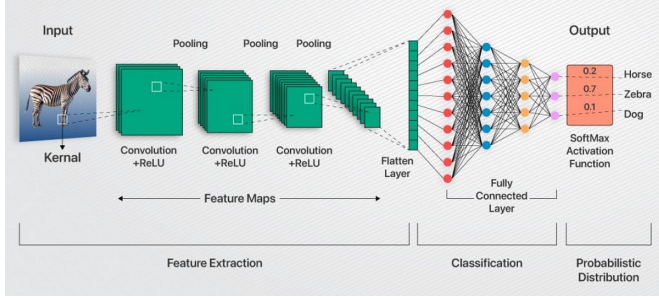 Input
Output
Pooling
Pooling
Pooling
Kernal
Convolution
+ReLU
Convolution
+ReLU
Convolution
+ReLU
Flatten
Layer
Feature Maps
Fully
Connected
Layer
0.2
0.7
0.1
Horse
Zebra
Dog
SoftMax
Activation
Function
Feature Extraction
Classification
Probabilistic
Distribution